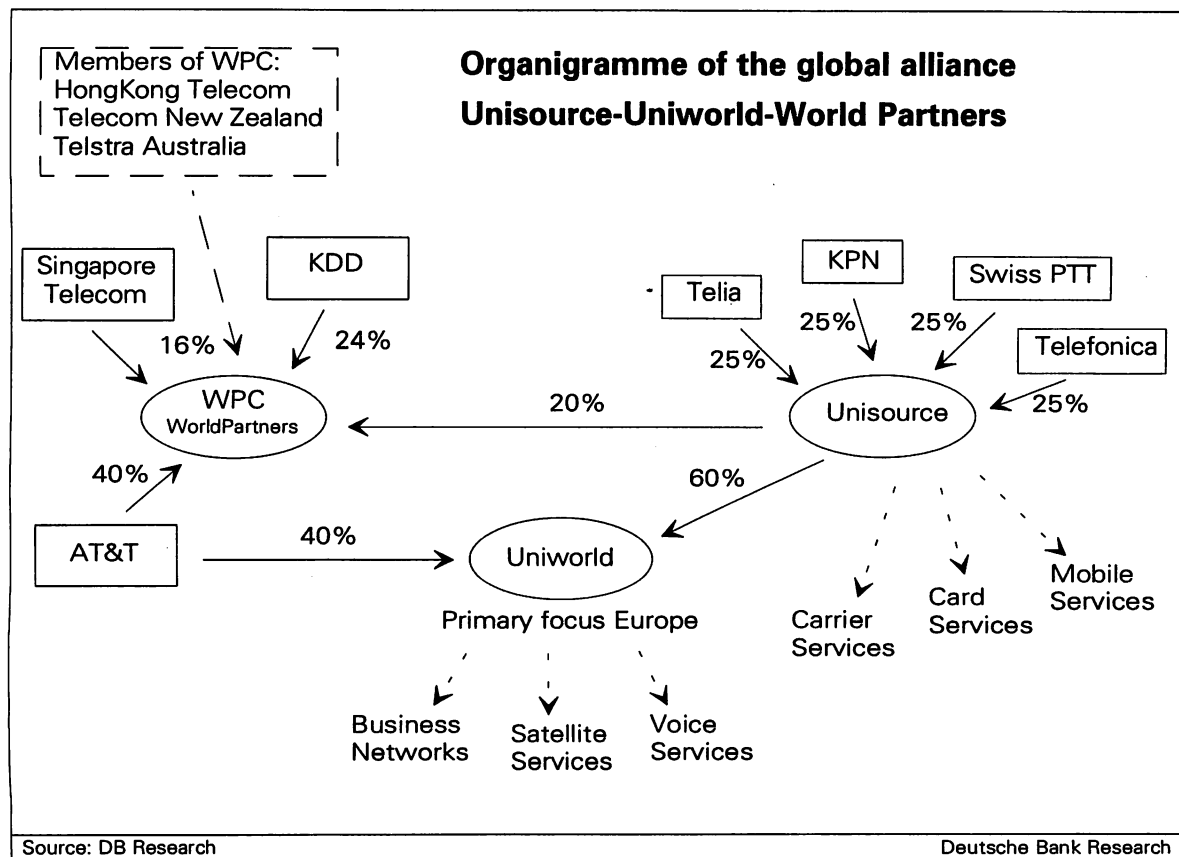 Members of WPC:
HongKong Telecom
Telecom New Zealand
Telstra Australia
Organigramme of the global alliance
Unisource-Uniworld-World Partners
Singapore
Telecom
KDD
Telia
KPN
Swiss PTT
Telefonica
16%
24%
25%
25%
25%
25%
WPC
WorldPartners
20%
Unisource
40%
60%
AT&T
40%
Uniworld
Primary focus Europe
Carrier
Services
Card
Services
Mobile
Services
Business
Networks
Satellite
Services
Voice
Services
Source: DB Research
Deutsche Bank Research